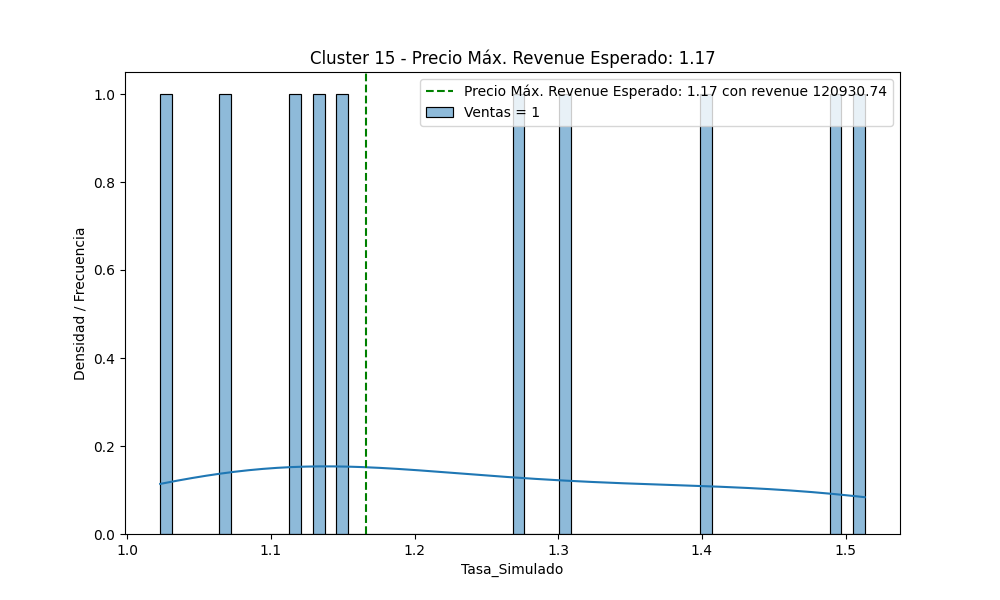 Cluster 15 - Precio Máx. Revenue Esperado: 1.17
Precio Máx. Revenue Esperado: 1.17 con revenue 120930.74
Ventas = 1
Densidad / Frecuencia
1.0
0.8
0.6
0.4
0.2
0.0
1.0 1.1 1.2 1.3 1.4 1.5
Tasa_Simulado